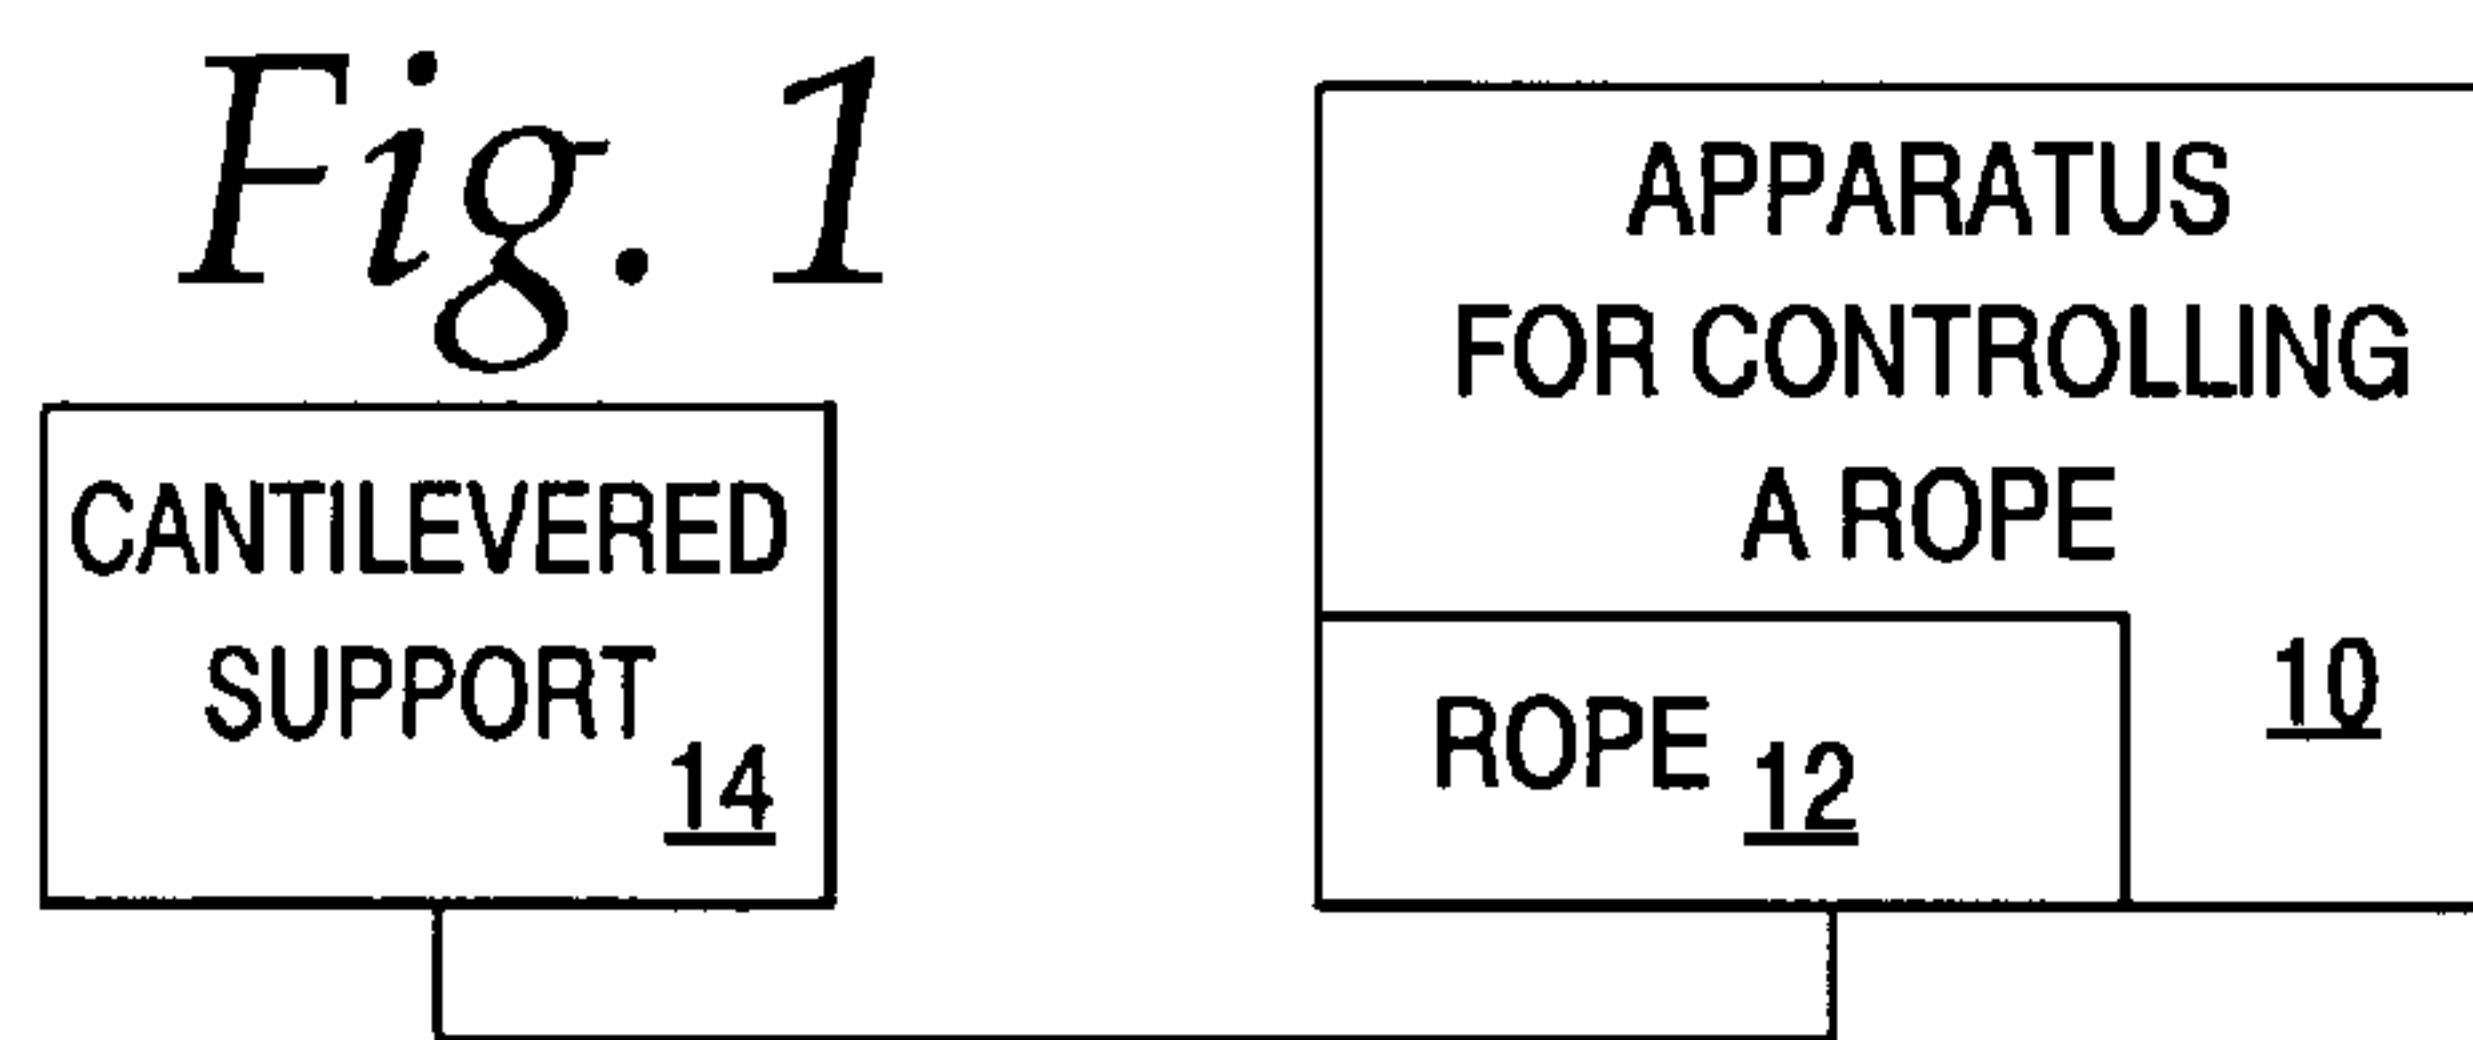 Fig. 1
APPARATUS
FOR CONTROLLING
A ROPE
10
CANTILEVERED
SUPPORT
14
ROPE 12